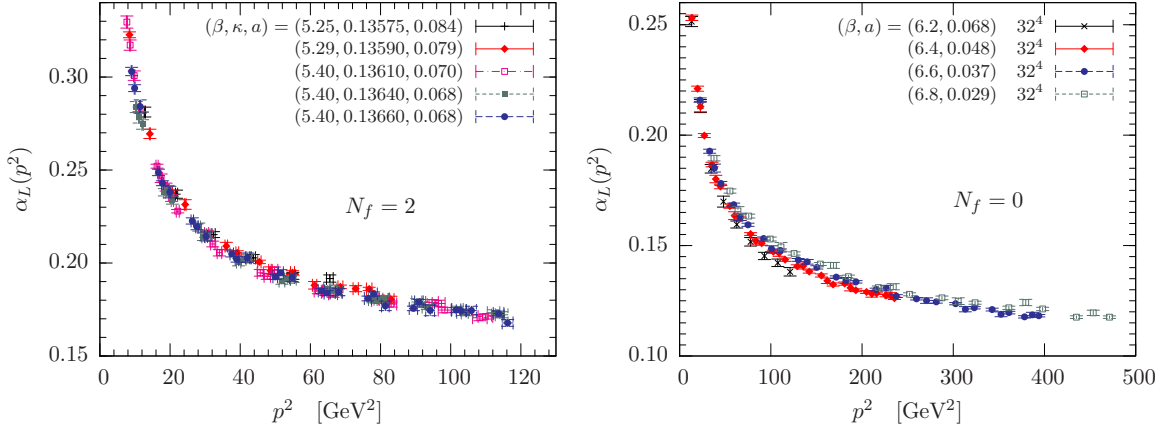 (β, κ, a) = (5.25, 0.13575, 0.084)
(5.29, 0.13590, 0.079)
(5.40, 0.13610, 0.070)
(5.40, 0.13640, 0.068)
(5.40, 0.13660, 0.068)
N_f = 2
α_L(p²)
0.30
0.25
0.20
0.15
0 20 40 60 80 100 120
p² [GeV²]
(β, a) = (6.2, 0.068) 32⁴
(6.4, 0.048) 32⁴
(6.6, 0.037) 32⁴
(6.8, 0.029) 32⁴
N_f = 0
α_L(p²)
0.25
0.20
0.15
0.10
0 100 200 300 400 500
p² [GeV²]